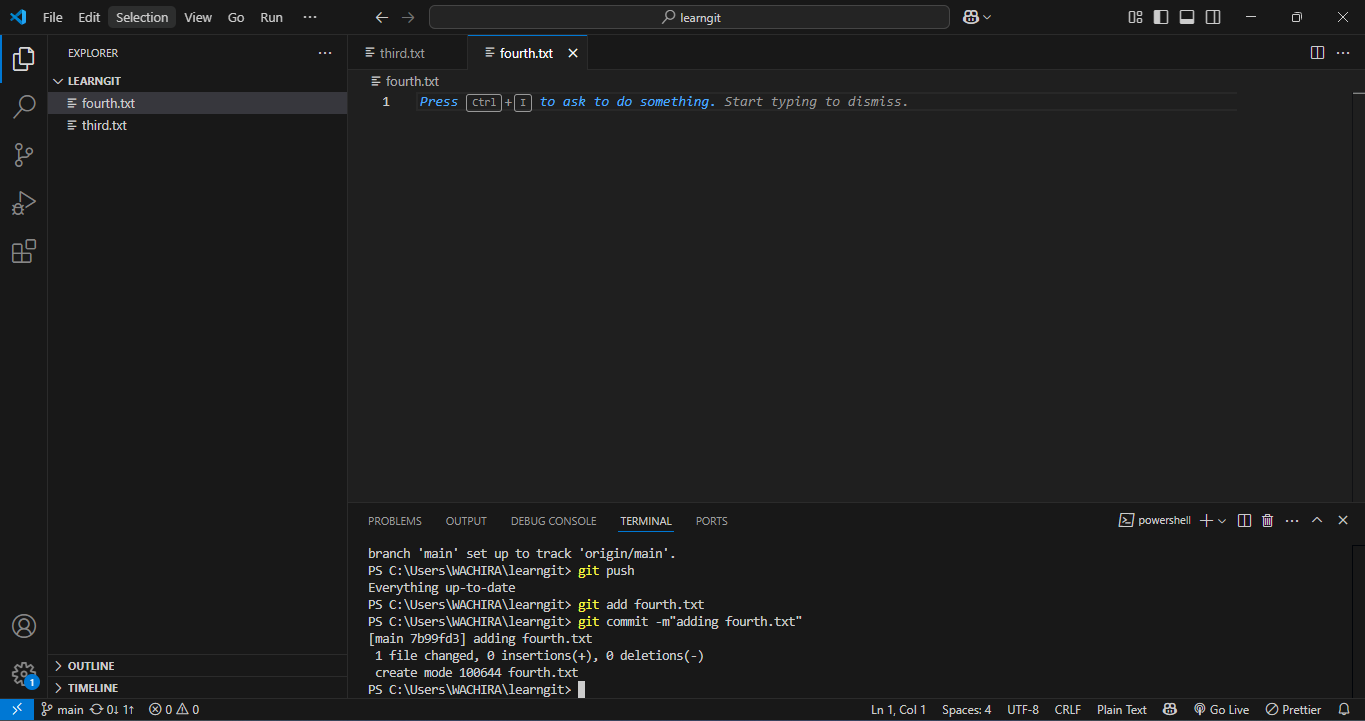 File Edit Selection View Go Run ···
learngit
EXPLORER ···
LEARNGIT
fourth.txt
third.txt
OUTLINE
TIMELINE
third.txt fourth.txt
fourth.txt
1 Press Ctrl+I to ask to do something. Start typing to dismiss.
PROBLEMS OUTPUT DEBUG CONSOLE TERMINAL PORTS
powershell
branch 'main' set up to track 'origin/main'.
PS C:\Users\WACHIRA\learngit> git push
Everything up-to-date
PS C:\Users\WACHIRA\learngit> git add fourth.txt
PS C:\Users\WACHIRA\learngit> git commit -m"adding fourth.txt"
[main 7b99fd3] adding fourth.txt
1 file changed, 0 insertions(+), 0 deletions(-)
create mode 100644 fourth.txt
PS C:\Users\WACHIRA\learngit>
1
main 0↓ 1↑ 0 0 Ln 1, Col 1 Spaces: 4 UTF-8 CRLF Plain Text Go Live Prettier